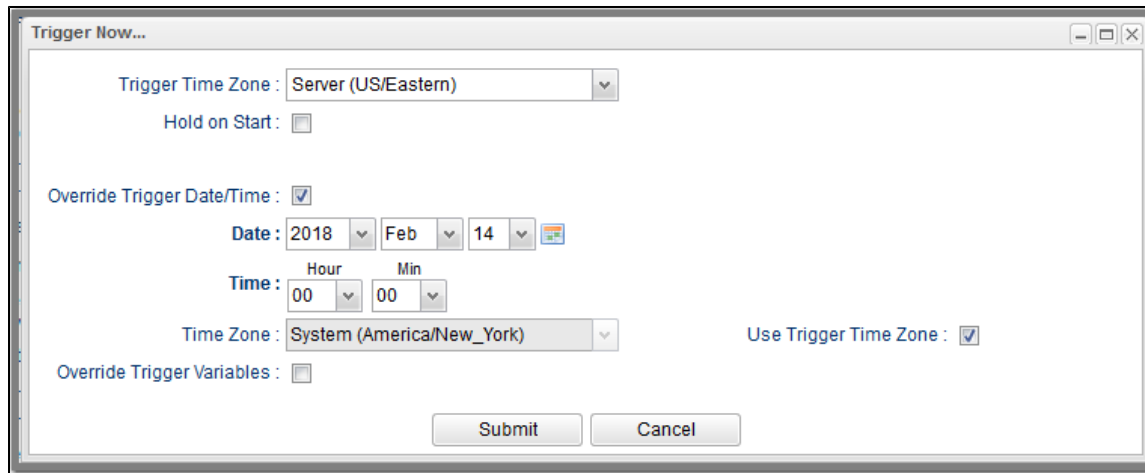 Trigger Now...
Trigger Time Zone : Server (US/Eastern)
Hold on Start :
Override Trigger Date/Time :
Date : 2018 Feb 14
Hour Min
Time : 00 00
Time Zone : System (America/New_York) Use Trigger Time Zone :
Override Trigger Variables :
Submit Cancel